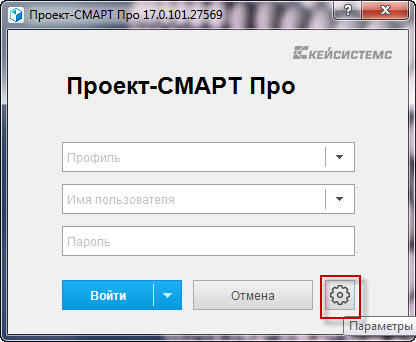 Проект-СМАРТ Про 17.0.101.27569
КЕЙСИСТЕМС
Проект-СМАРТ Про
Профиль
Имя пользователя
Пароль
Войти
Отмена
Параметры